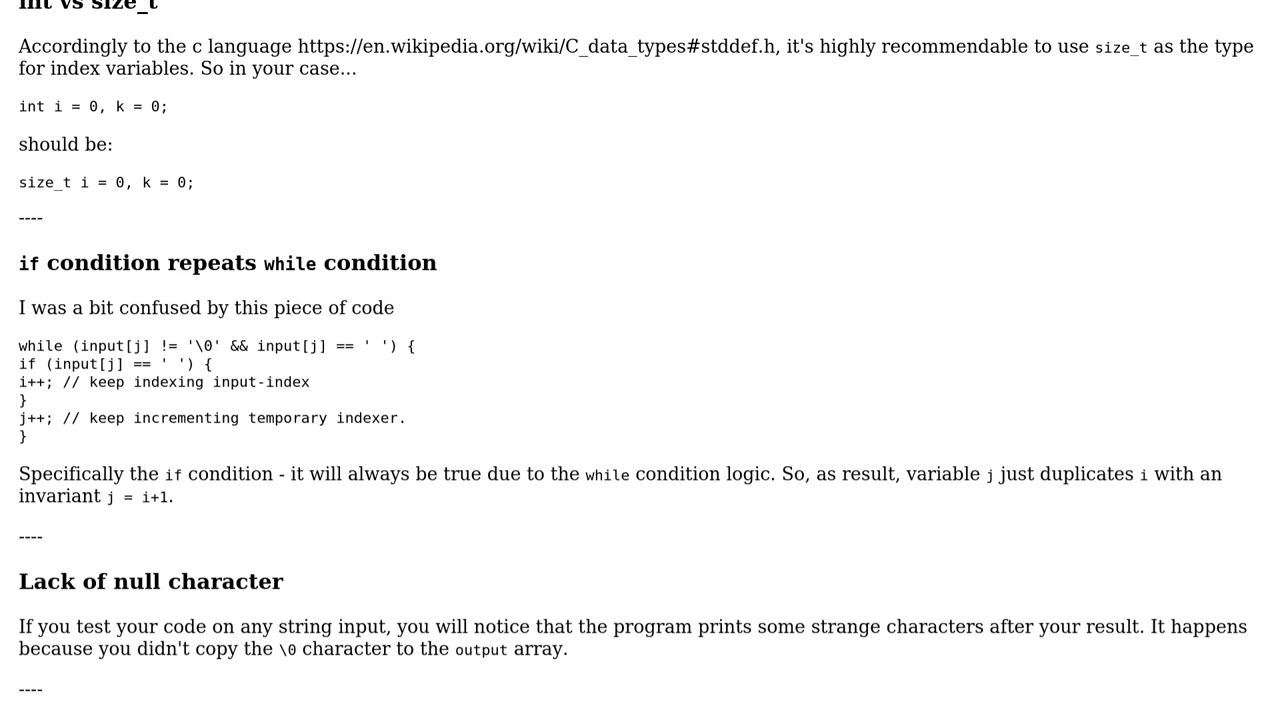 int vs size_t
Accordingly to the c language https://en.wikipedia.org/wiki/C_data_types#stddef.h, it's highly recommendable to use size_t as the type
for index variables. So in your case...
int i = 0, k = 0;
should be:
size_t i = 0, k = 0;
----
if condition repeats while condition
I was a bit confused by this piece of code
while (input[j] != '\0' && input[j] == ' ') {
if (input[j] == ' ') {
i++; // keep indexing input-index
}
j++; // keep incrementing temporary indexer.
}
Specifically the if condition - it will always be true due to the while condition logic. So, as result, variable j just duplicates i with an
invariant j = i+1.
----
Lack of null character
If you test your code on any string input, you will notice that the program prints some strange characters after your result. It happens
because you didn't copy the \0 character to the output array.
----